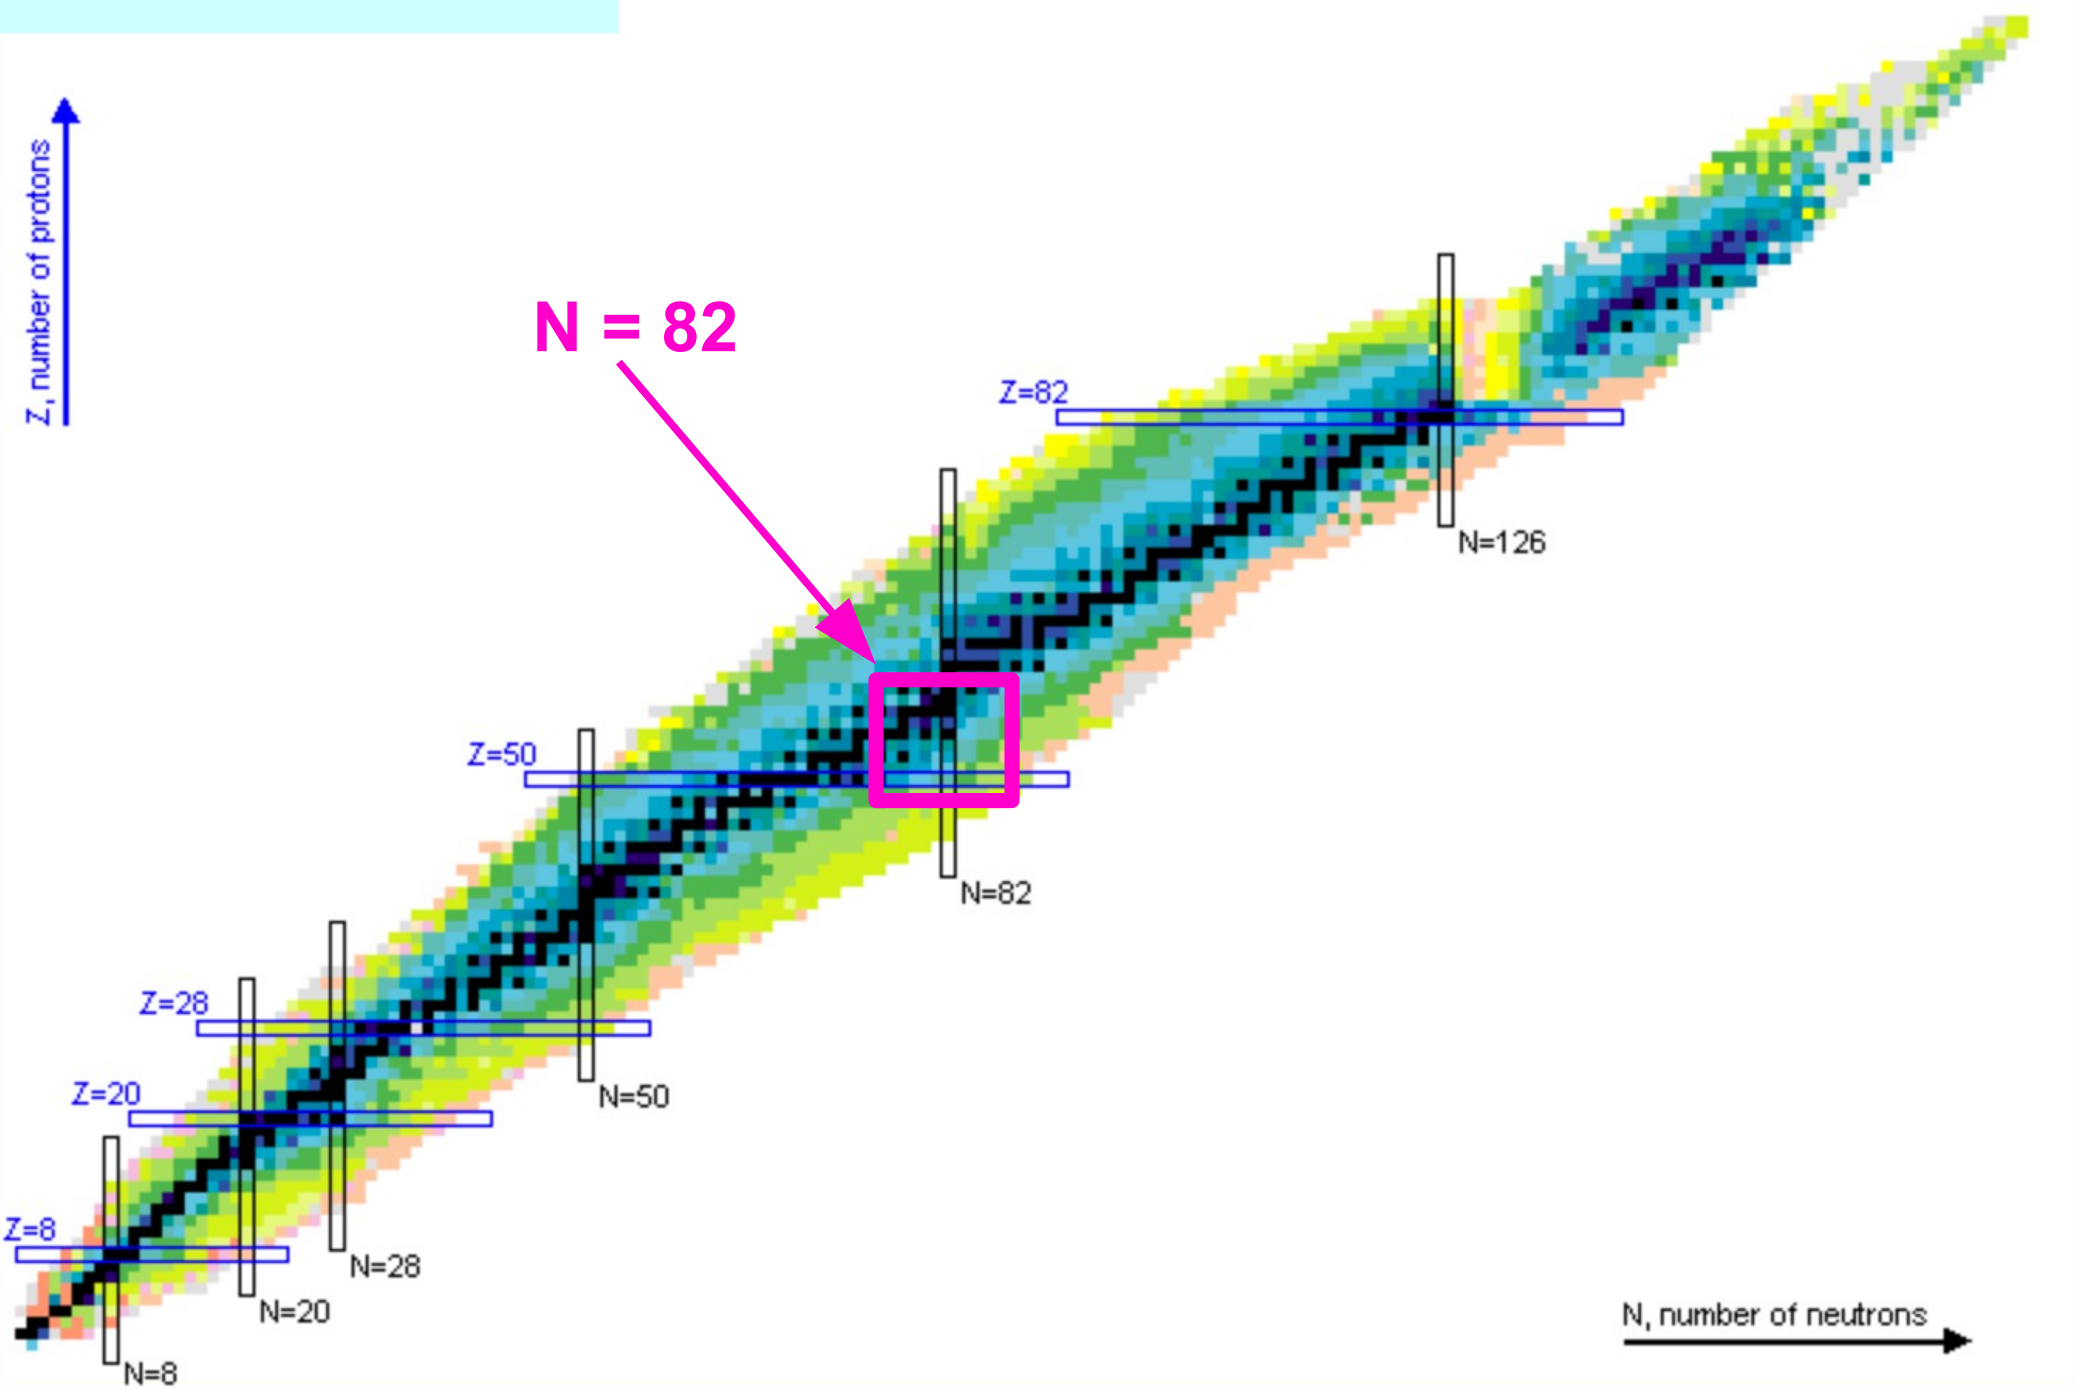 Z, number of protons
N = 82
Z=82
N=126
Z=50
N=82
Z=28
N=50
Z=20
Z=8
N=28
N=20
N=8
N, number of neutrons